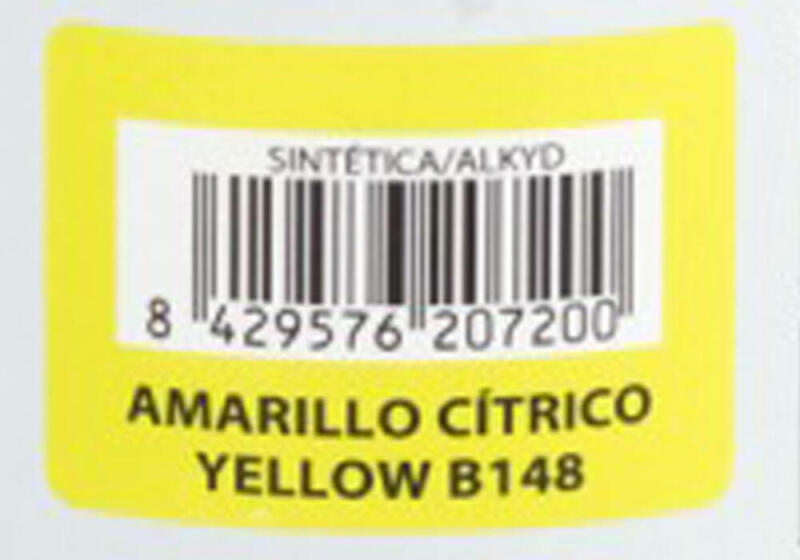 SINTÉTICA/ALKYD
8 429576 207200
AMARILLO CÍTRICO
YELLOW B148